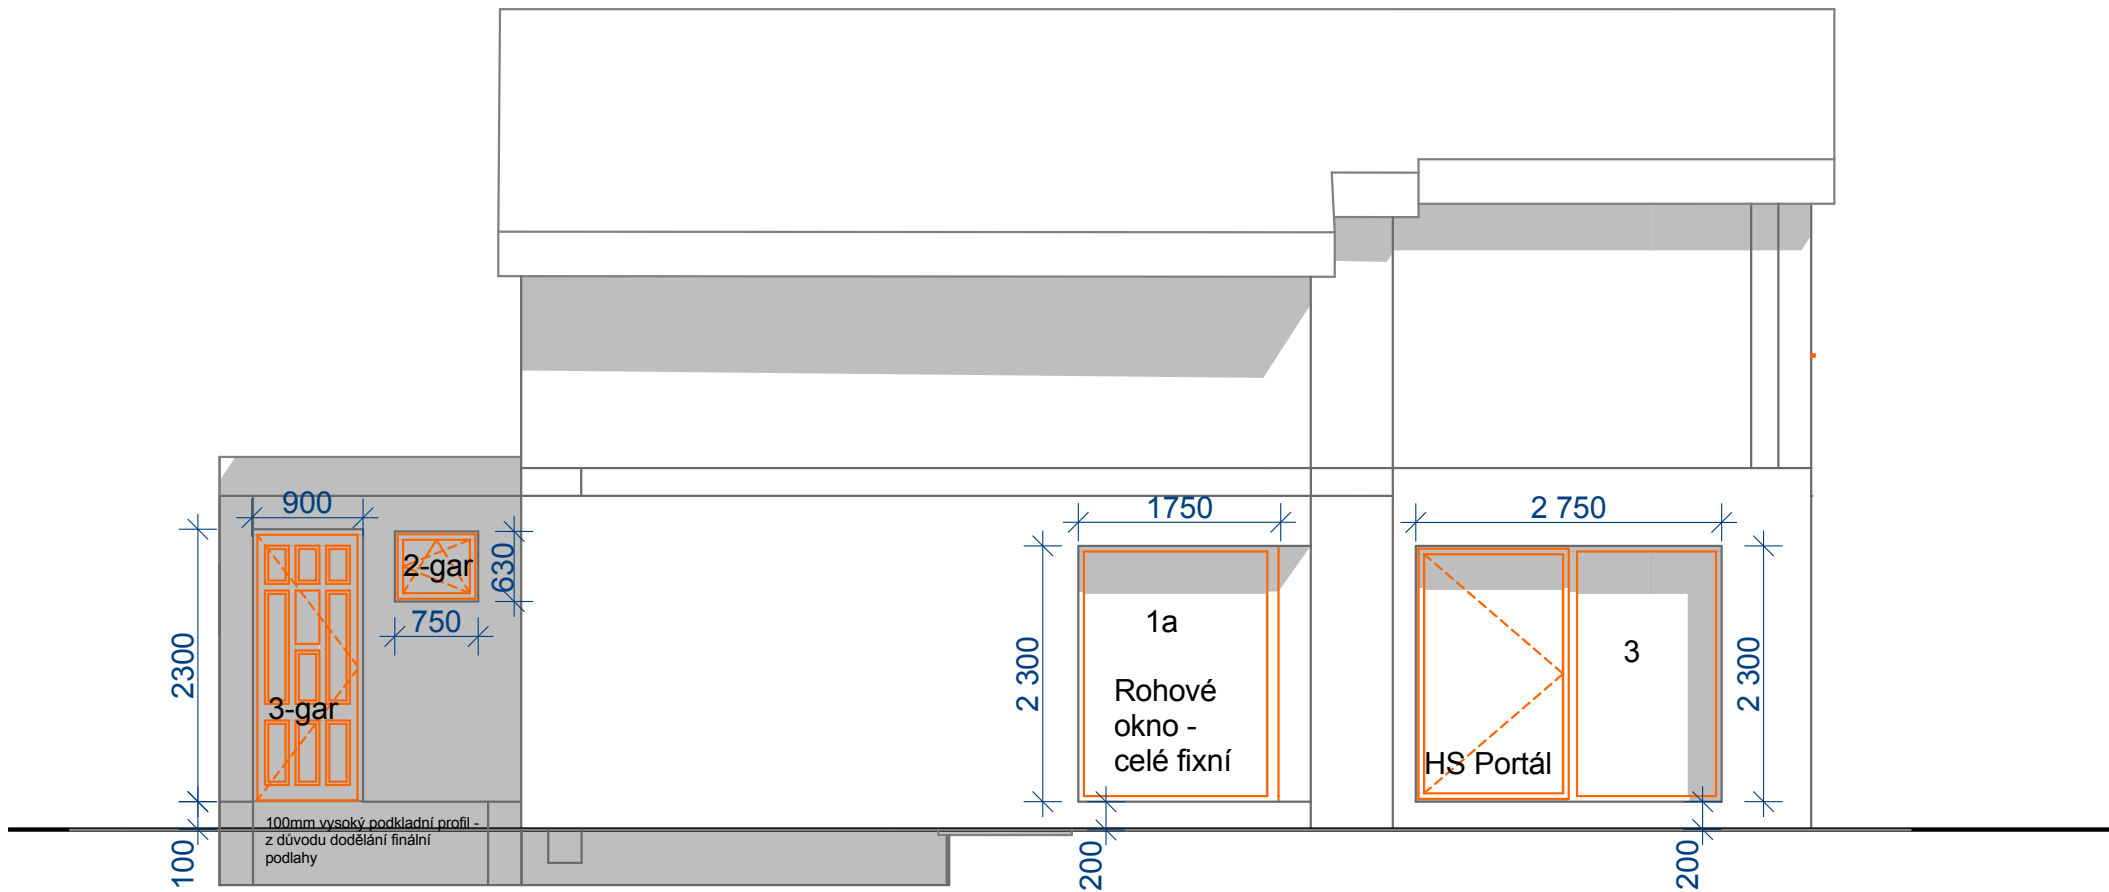 900
1750
2 750
2-gar
630
750
2300
3-gar
1a
2 300
Rohové
okno -
celé fixní
3
2 300
HS Portál
100mm vysoký podkladní profil -
z důvodu dodělání finální
podlahy
100
200
200